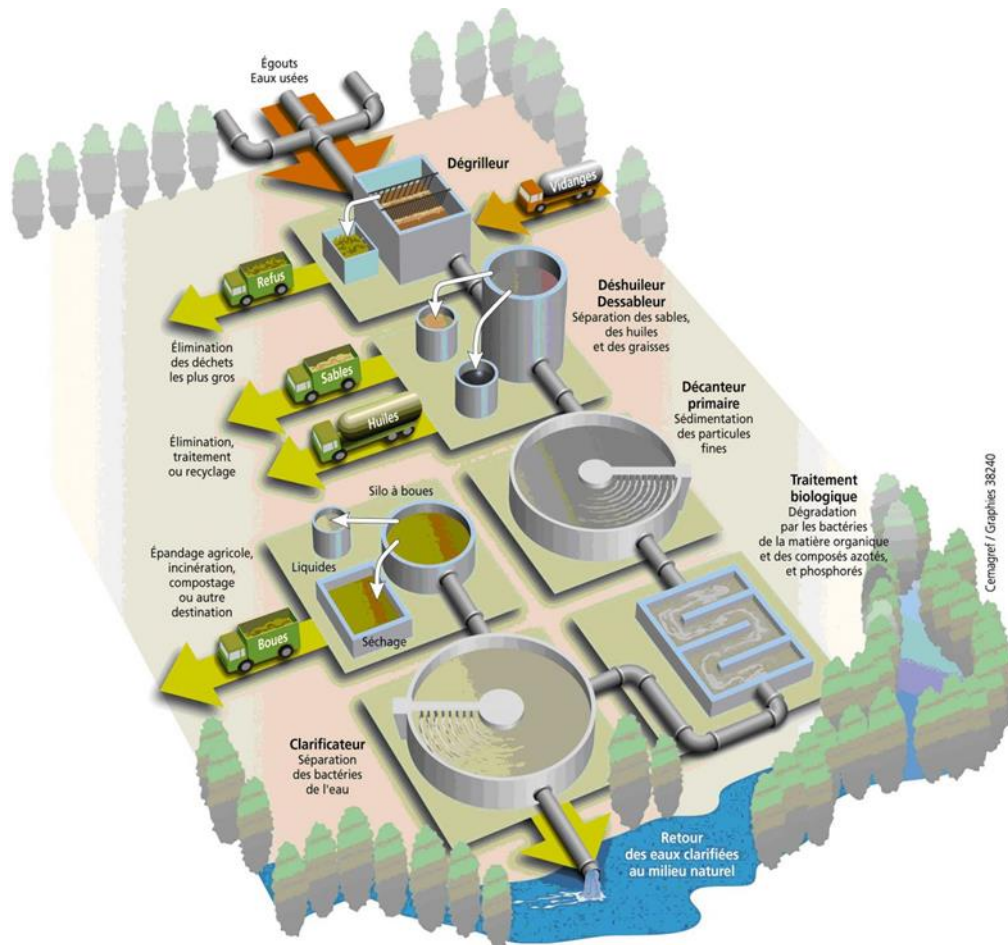 Égouts
Eaux usées
Dégrilleur
Vidanges
Refus
Déshuileur
Dessableur
Séparation des sables,
des huiles
et des graisses
Élimination
des déchets
les plus gros
Sables
Huiles
Décanteur
primaire
Sédimentation
des particules
fines
Élimination,
traitement
ou recyclage
Traitement
biologique
Dégradation
par les bactéries
de la matière organique
et des composés azotés,
et phosphorés
Silo à boues
Liquides
Épandage agricole,
incinération,
compostage
ou autre
destination
Boues
Séchage
Clarificateur
Séparation
des bactéries
de l'eau
Retour
des eaux clarifiées
au milieu naturel
Cemagref / Graphies 38240